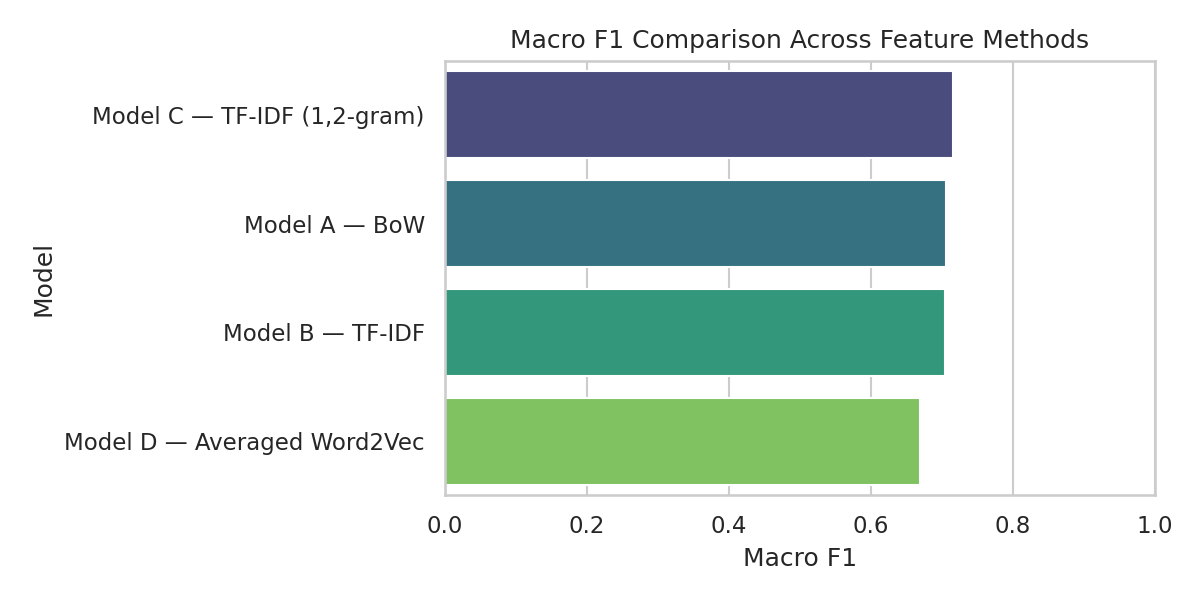 Macro F1 Comparison Across Feature Methods
Model
Model C — TF-IDF (1,2-gram)
Model A — BoW
Model B — TF-IDF
Model D — Averaged Word2Vec
0.0 0.2 0.4 0.6 0.8 1.0
Macro F1